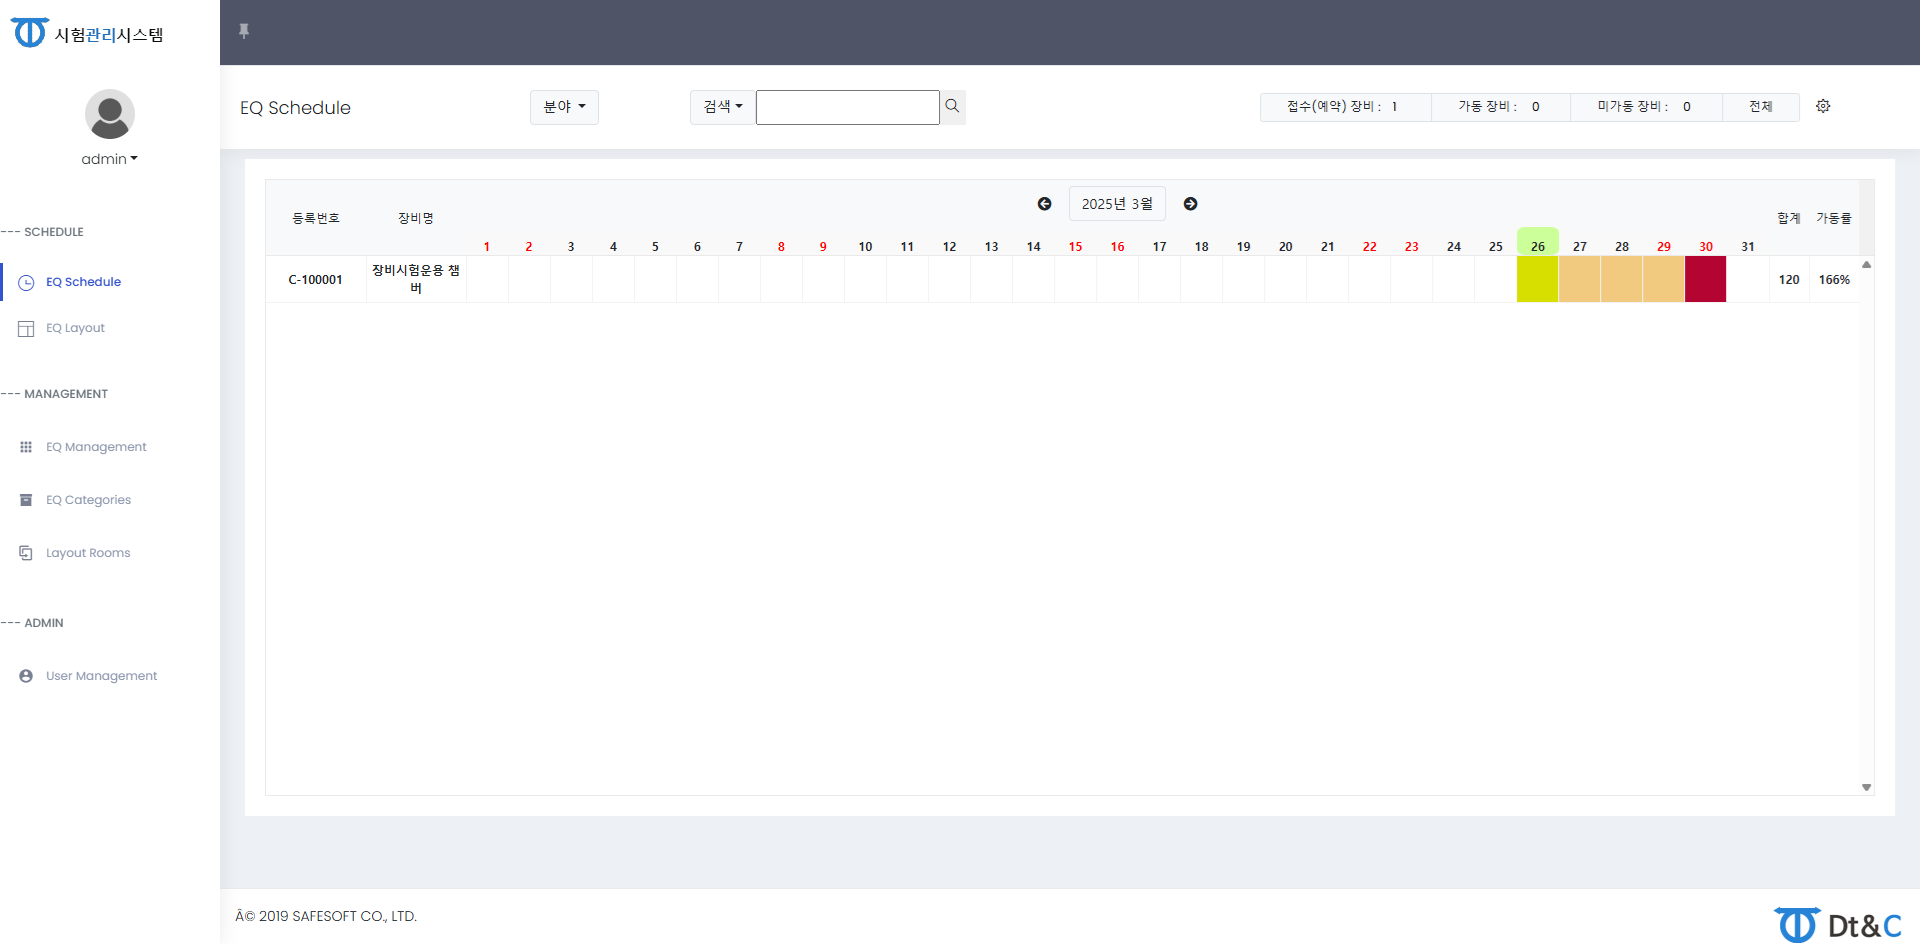 시험관리시스템
admin
--- SCHEDULE
EQ Schedule
EQ Layout
--- MANAGEMENT
EQ Management
EQ Categories
Layout Rooms
--- ADMIN
User Management
EQ Schedule
분야
검색
접수(예약) 장비 : 1
가동 장비 : 0
미가동 장비 : 0
전체
2025년 3월
등록번호 장비명 합계 가동률
1 2 3 4 5 6 7 8 9 10 11 12 13 14 15 16 17 18 19 20 21 22 23 24 25 26 27 28 29 30 31
C-100001 장비시험운용 챔
버
120 166%
Â© 2019 SAFESOFT CO., LTD.
Dt&C